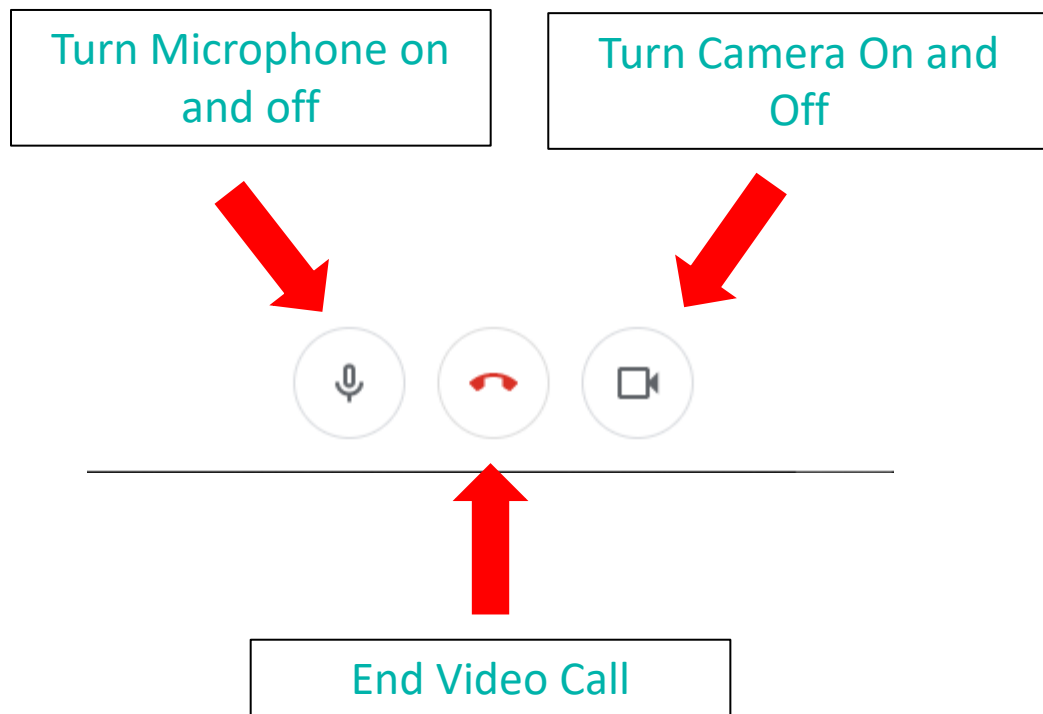 Turn Microphone on
and off
Turn Camera On and
Off
End Video Call